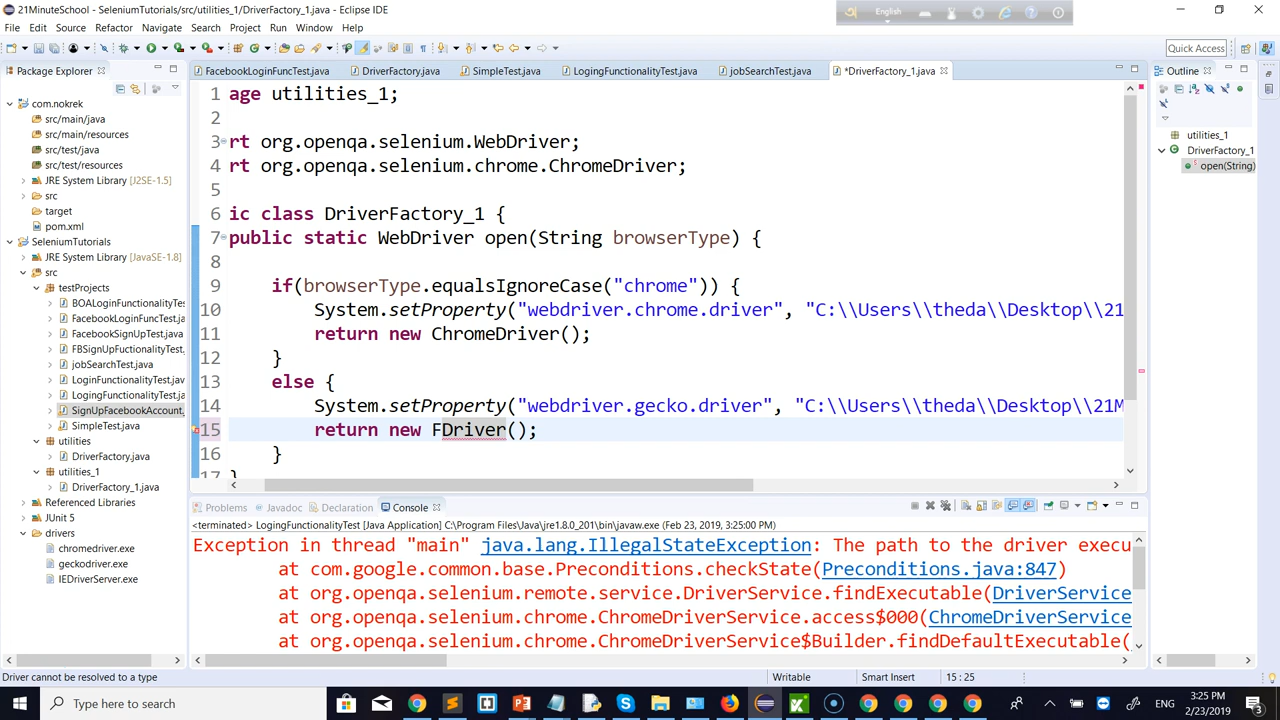 21MinuteSchool - SeleniumTutorials/src/utilities_1/DriverFactory_1.java - Eclipse IDE
English
File Edit Source Refactor Navigate Search Project Run Window Help
Quick Access
Package Explorer
FacebookLoginFuncTest.java DriverFactory.java SimpleTest.java LogingFunctionalityTest.java jobSearchTest.java *DriverFactory_1.java
Outline
com.nokrek
src/main/java
src/main/resources
src/test/java
src/test/resources
JRE System Library [J2SE-1.5]
src
target
pom.xml
SeleniumTutorials
JRE System Library [JavaSE-1.8]
src
testProjects
BOALoginFunctionalityTes
FacebookLoginFuncTest.j
FacebookSignUpTest.java
FBSignUpFuctionalityTest.
jobSearchTest.java
LoginFunctionalityTest.jav
LogingFunctionalityTest.j
SignUpFacebookAccount.
SimpleTest.java
utilities
DriverFactory.java
utilities_1
DriverFactory_1.java
Referenced Libraries
JUnit 5
drivers
chromedriver.exe
geckodriver.exe
IEDriverServer.exe
1 age utilities_1;
2
3 rt org.openqa.selenium.WebDriver;
4 rt org.openqa.selenium.chrome.ChromeDriver;
5
6 ic class DriverFactory_1 {
7 public static WebDriver open(String browserType) {
8
9 if(browserType.equalsIgnoreCase("chrome")) {
10 System.setProperty("webdriver.chrome.driver", "C:\\Users\\theda\\Desktop\\21
11 return new ChromeDriver();
12 }
13 else {
14 System.setProperty("webdriver.gecko.driver", "C:\\Users\\theda\\Desktop\\21M
15 return new FDriver();
16 }
17 }
utilities_1
DriverFactory_1
open(String)
Problems Javadoc Declaration Console
<terminated> LogingFunctionalityTest [Java Application] C:\Program Files\Java\jre1.8.0_201\bin\javaw.exe (Feb 23, 2019, 3:25:00 PM)
Exception in thread "main" java.lang.IllegalStateException: The path to the driver execu
at com.google.common.base.Preconditions.checkState(Preconditions.java:847)
at org.openqa.selenium.remote.service.DriverService.findExecutable(DriverService
at org.openqa.selenium.chrome.ChromeDriverService.access$000(ChromeDriverService
at org.openqa.selenium.chrome.ChromeDriverService$Builder.findDefaultExecutable(
Driver cannot be resolved to a type
Writable Smart Insert 15 : 25
Type here to search
ENG
3:25 PM
2/23/2019
3